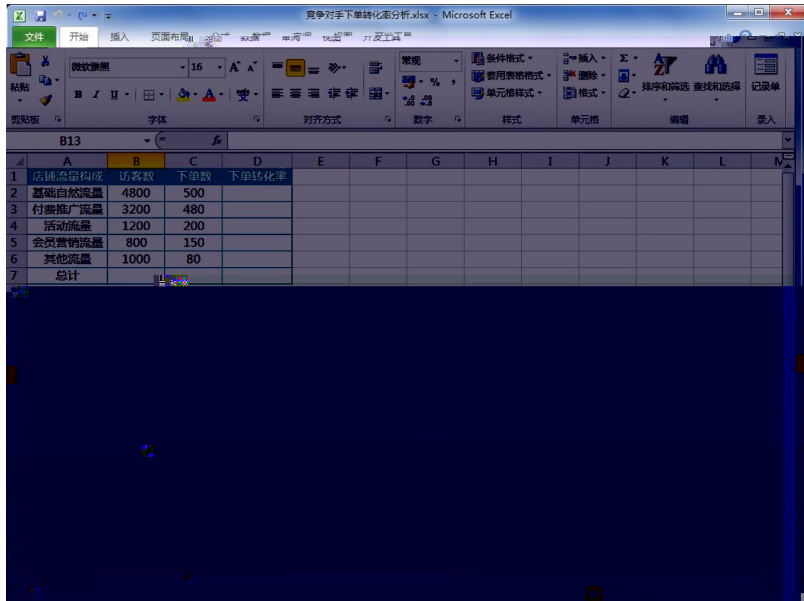 竞争对手下单转化率分析.xlsx - Microsoft Excel
文件 开始 插入 页面布局
微软雅黑 16 A A 常规 条件格式 插入 Σ
粘贴 B I U A 变 % , 套用表格格式 删除 排序和筛选 查找和选择 记录单
单元格样式 格式
剪贴板 字体 对齐方式 数字 样式 单元格 编辑 录入
B13 fx
A B C D E F G H I J K L
1 店铺流量构成 访客数 下单数 下单转化率
2 基础自然流量 4800 500
3 付费推广流量 3200 480
4 活动流量 1200 200
5 会员营销流量 800 150
6 其他流量 1000 80
7 总计